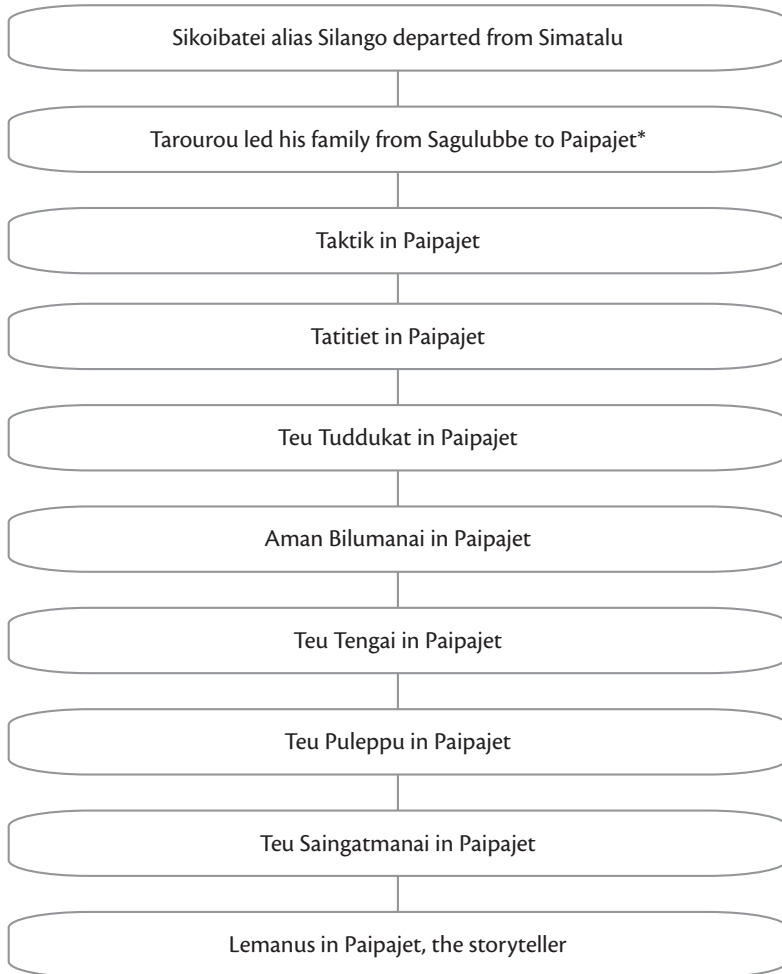 Sikoibatei alias Silango departed from Simatalu
Tarourou led his family from Sagulubbe to Paipajet*
Taktik in Paipajet
Tatitiet in Paipajet
Teu Tuddukat in Paipajet
Aman Bilumanai in Paipajet
Teu Tengai in Paipajet
Teu Puleppu in Paipajet
Teu Saingatmanai in Paipajet
Lemanus in Paipajet, the storyteller